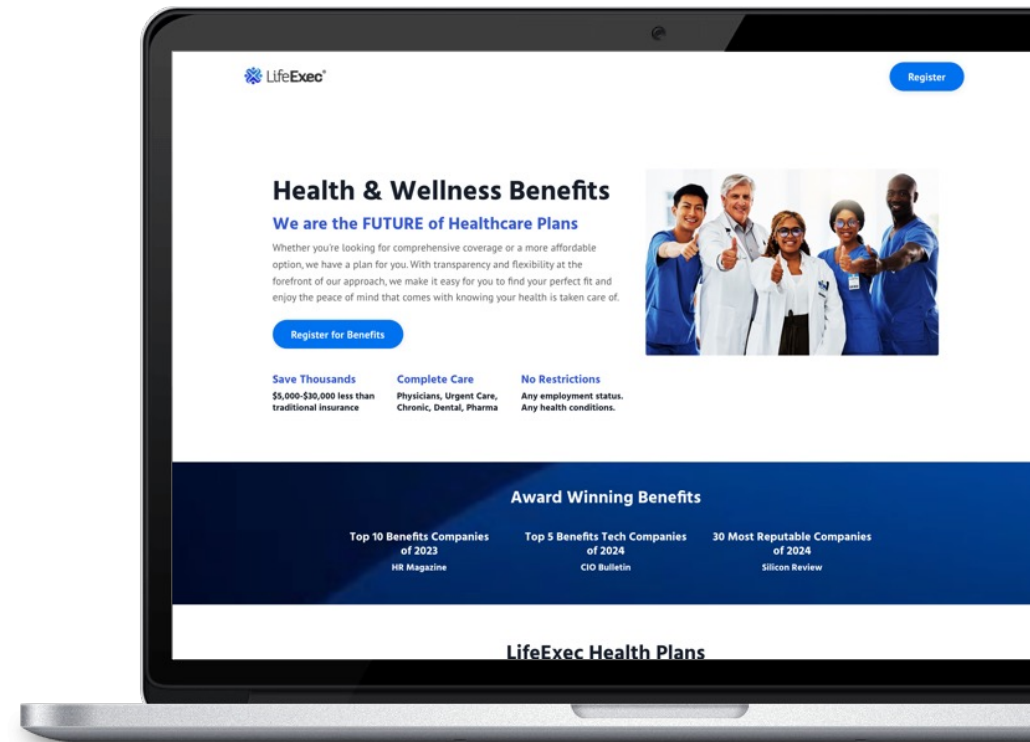 LifeExec®
Register
Health & Wellness Benefits
We are the FUTURE of Healthcare Plans
Whether you're looking for comprehensive coverage or a more affordable
option, we have a plan for you. With transparency and flexibility at the
forefront of our approach, we make it easy for you to find your perfect fit and
enjoy the peace of mind that comes with knowing your health is taken care of.
Register for Benefits
Save Thousands
$5,000-$30,000 less than
traditional insurance
Complete Care
Physicians, Urgent Care,
Chronic, Dental, Pharma
No Restrictions
Any employment status.
Any health conditions.
Award Winning Benefits
Top 10 Benefits Companies
of 2023
HR Magazine
Top 5 Benefits Tech Companies
of 2024
CIO Bulletin
30 Most Reputable Companies
of 2024
Silicon Review
LifeExec Health Plans